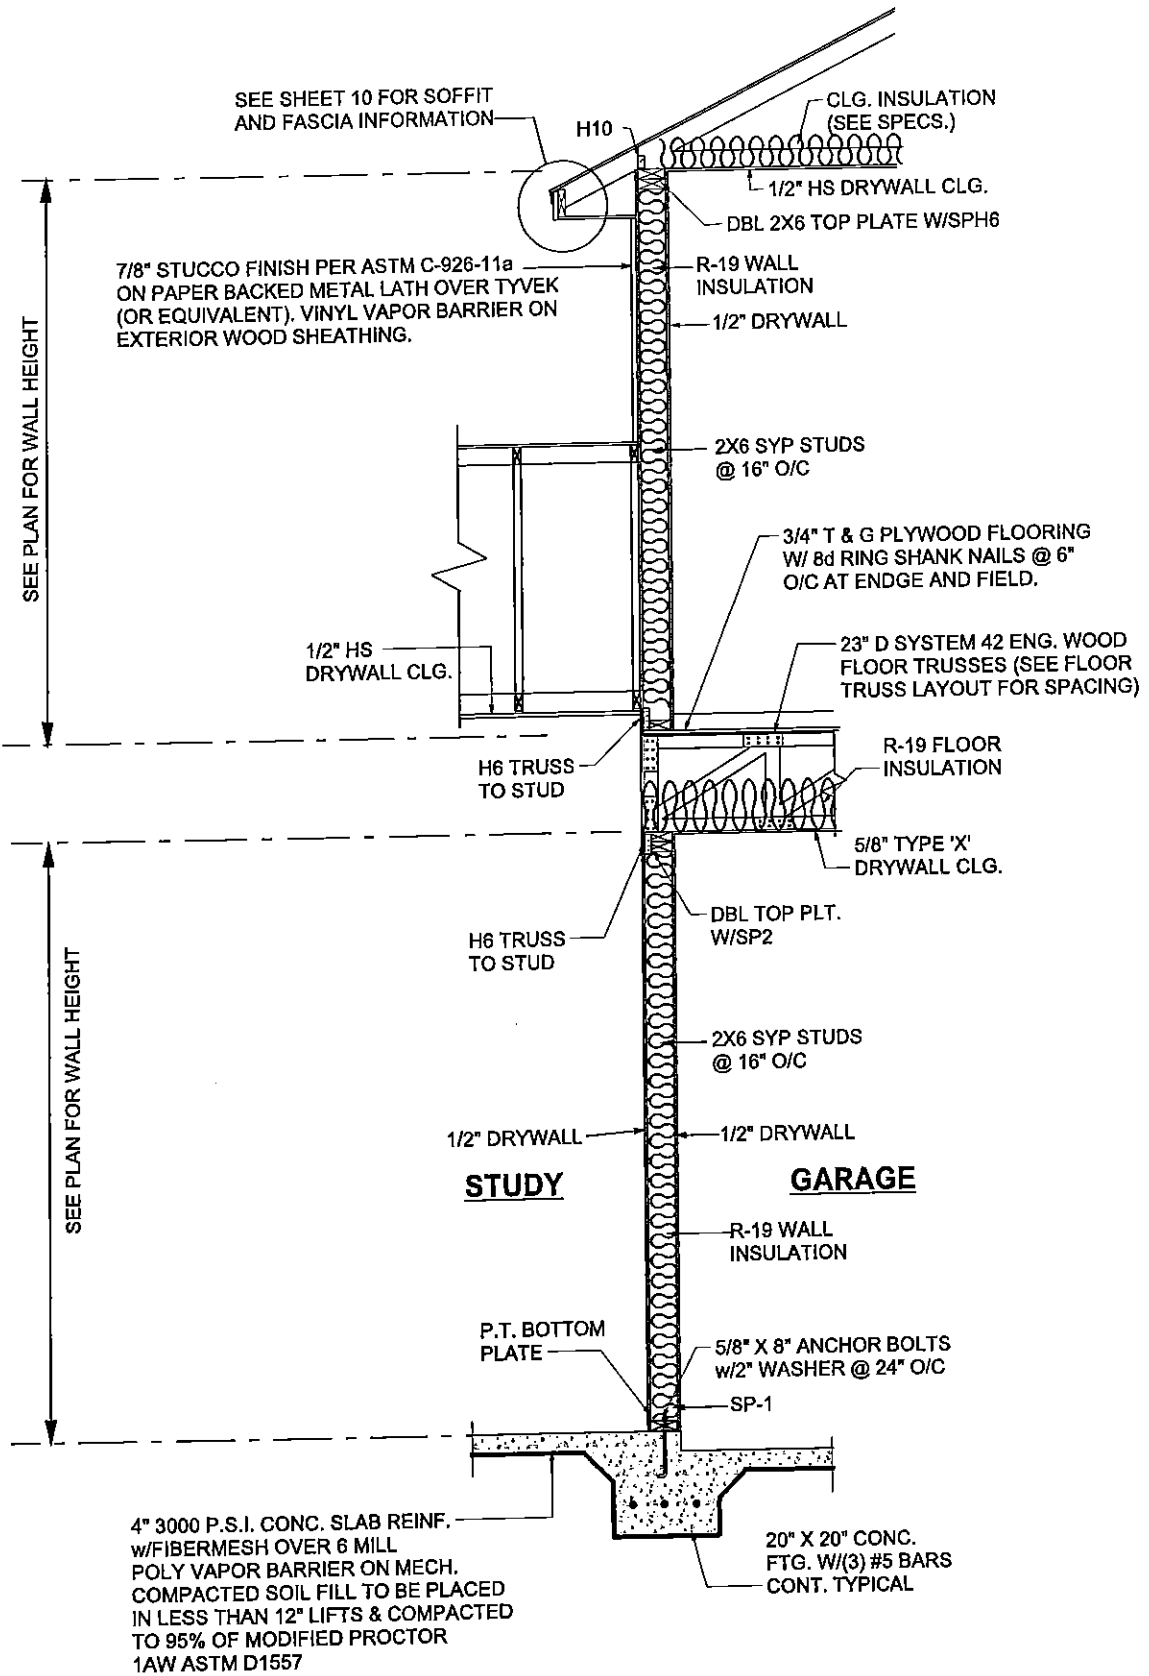 SEE SHEET 10 FOR SOFFIT
AND FASCIA INFORMATION
H10
CLG. INSULATION
(SEE SPECS.)
1/2" HS DRYWALL CLG.
DBL 2X6 TOP PLATE W/SPH6
7/8" STUCCO FINISH PER ASTM C-926-11a
ON PAPER BACKED METAL LATH OVER TYVEK
(OR EQUIVALENT). VINYL VAPOR BARRIER ON
EXTERIOR WOOD SHEATHING.
R-19 WALL
INSULATION
1/2" DRYWALL
SEE PLAN FOR WALL HEIGHT
2X6 SYP STUDS
@ 16" O/C
3/4" T & G PLYWOOD FLOORING
W/ 8d RING SHANK NAILS @ 6"
O/C AT ENDGE AND FIELD.
1/2" HS
DRYWALL CLG.
23" D SYSTEM 42 ENG. WOOD
FLOOR TRUSSES (SEE FLOOR
TRUSS LAYOUT FOR SPACING)
H6 TRUSS
TO STUD
R-19 FLOOR
INSULATION
5/8" TYPE 'X'
DRYWALL CLG.
DBL TOP PLT.
W/SP2
H6 TRUSS
TO STUD
SEE PLAN FOR WALL HEIGHT
2X6 SYP STUDS
@ 16" O/C
1/2" DRYWALL
1/2" DRYWALL
STUDY
GARAGE
R-19 WALL
INSULATION
P.T. BOTTOM
PLATE
5/8" X 8" ANCHOR BOLTS
w/2" WASHER @ 24" O/C
SP-1
4" 3000 P.S.I. CONC. SLAB REINF.
w/FIBERMESH OVER 6 MILL
POLY VAPOR BARRIER ON MECH.
COMPACTED SOIL FILL TO BE PLACED
IN LESS THAN 12" LIFTS & COMPACTED
TO 95% OF MODIFIED PROCTOR
1AW ASTM D1557
20" X 20" CONC.
FTG. W/(3) #5 BARS
CONT. TYPICAL